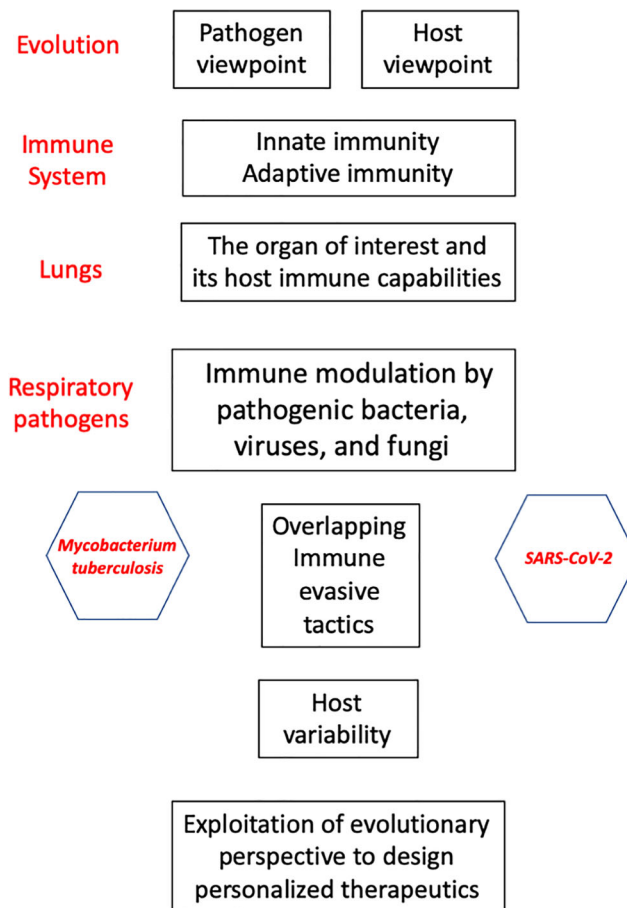 Evolution
Pathogen
viewpoint
Host
viewpoint
Immune
System
Innate immunity
Adaptive immunity
Lungs
The organ of interest and
its host immune capabilities
Respiratory
pathogens
Immune modulation by
pathogenic bacteria,
viruses, and fungi
Mycobacterium
tuberculosis
Overlapping
Immune
evasive
tactics
SARS-CoV-2
Host
variability
Exploitation of evolutionary
perspective to design
personalized therapeutics